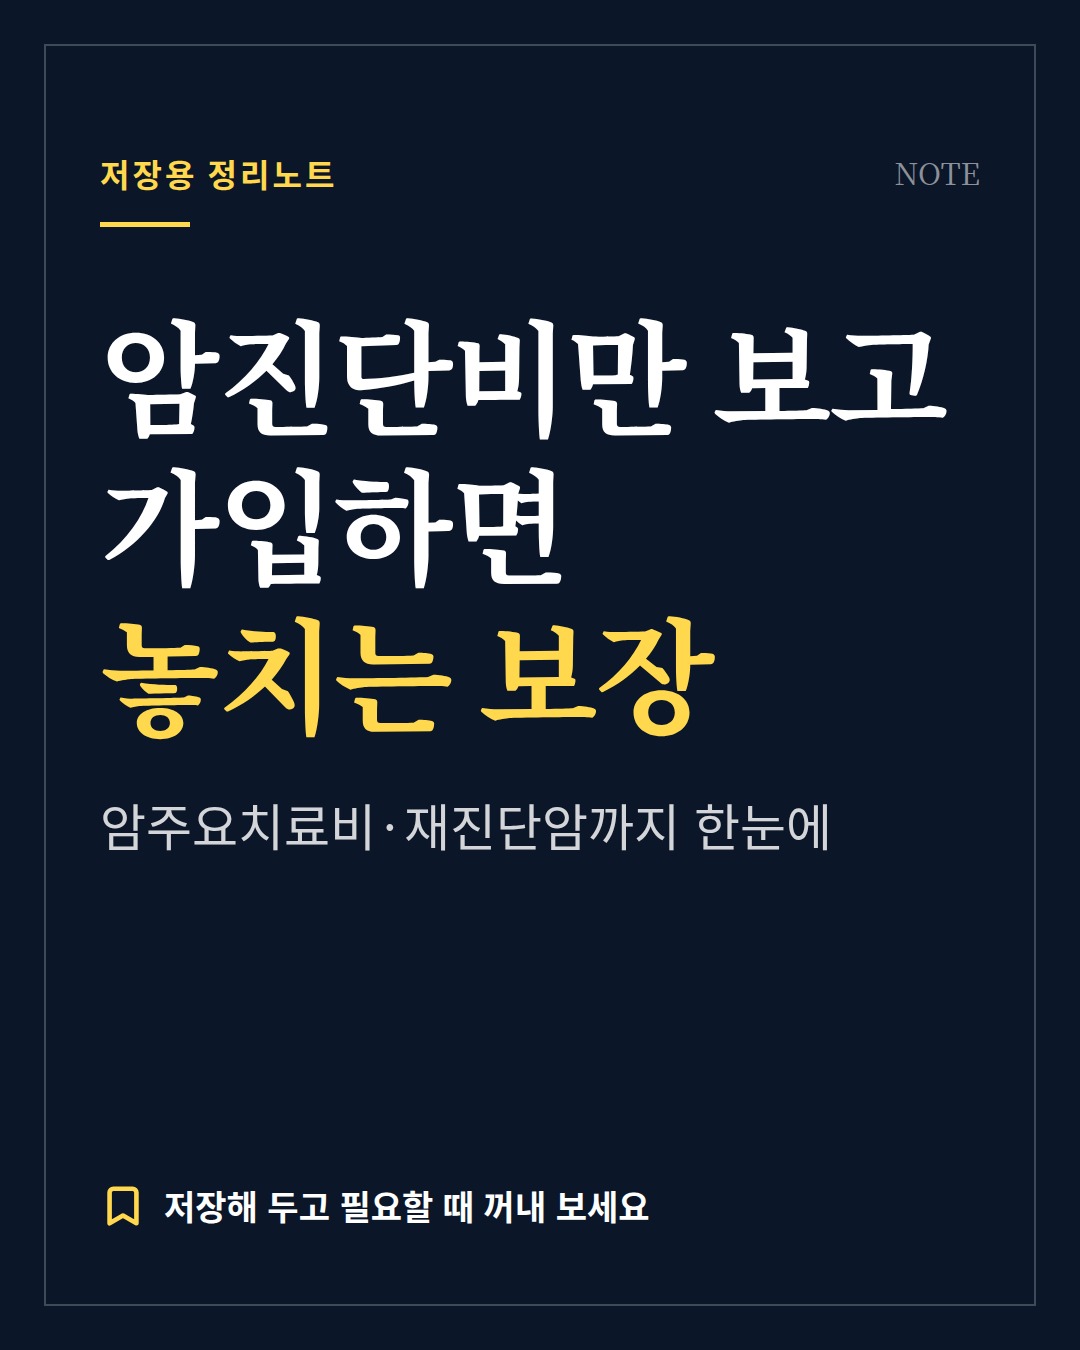 저장용 정리노트
NOTE
암진단비만 보고
가입하면
놓치는 보장
암주요치료비·재진단암까지 한눈에
저장해 두고 필요할 때 꺼내 보세요